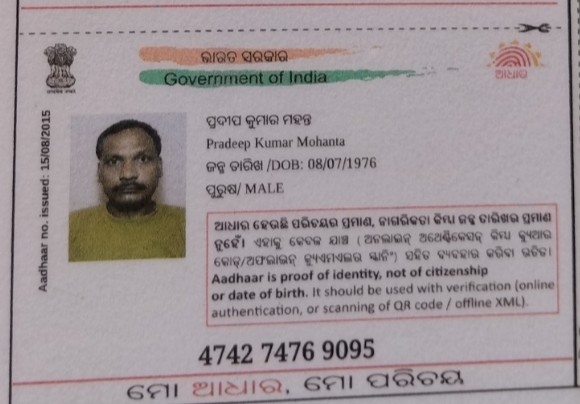 ଭାରତ ସରକାର
Government of India
ଆଧାର
Aadhaar no. issued: 15/08/2015
ପ୍ରଦୀପ କୁମାର ମହନ୍ତ
Pradeep Kumar Mohanta
ଜନ୍ମ ତାରିଖ /DOB: 08/07/1976
ପୁରୁଷ/ MALE
ଆଧାର ହେଉଛି ପରିଚୟର ପ୍ରମାଣ, ନାଗରିକତା କିମ୍ବା ଜନ୍ମ ତାରିଖର ପ୍ରମାଣ
ନୁହେଁ। ଏହାକୁ କେବଳ ଯାଞ୍ଚ (ଅନଲାଇନ୍ ଅଥେଣ୍ଟିକେସନ୍ କିମ୍ବା କ୍ୟୁଆର
କୋଡ୍/ଅଫଲାଇନ୍ କ୍ୟୁଏମଏଲର ସ୍କାନିଂ) ସହିତ ବ୍ୟବହାର କରିବା ଉଚିତ।
Aadhaar is proof of identity, not of citizenship
or date of birth. It should be used with verification (online
authentication, or scanning of QR code / offline XML).
4742 7476 9095
ମୋ ଆଧାର, ମୋ ପରିଚୟ